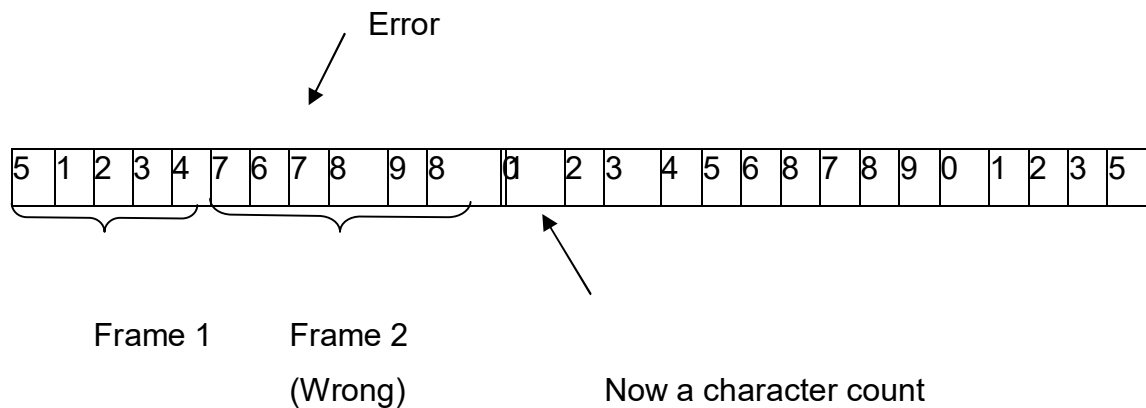 Error
5 1 2 3 4 7 6 7 8 9 8 0 1 2 3 4 5 6 8 7 8 9 0 1 2 3 5
Frame 1 Frame 2
(Wrong) Now a character count